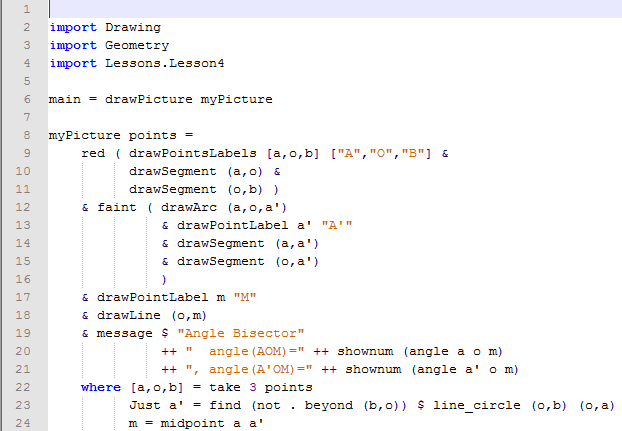 1
2 import Drawing
3 import Geometry
4 import Lessons.Lesson4
5
6 main = drawPicture myPicture
7
8 myPicture points =
9     red ( drawPointsLabels [a,o,b] ["A","O","B"] &
10           drawSegment (a,o) &
11           drawSegment (o,b) )
12     & faint ( drawArc (a,o,a')
13               & drawPointLabel a' "A'"
14               & drawSegment (a,a')
15               & drawSegment (o,a')
16               )
17     & drawPointLabel m "M"
18     & drawLine (o,m)
19     & message $ "Angle Bisector"
20               ++ "  angle(AOM)=" ++ shownum (angle a o m)
21               ++ ", angle(A'OM)=" ++ shownum (angle a' o m)
22     where [a,o,b] = take 3 points
23           Just a' = find (not . beyond (b,o)) $ line_circle (o,b) (o,a)
24           m = midpoint a a'